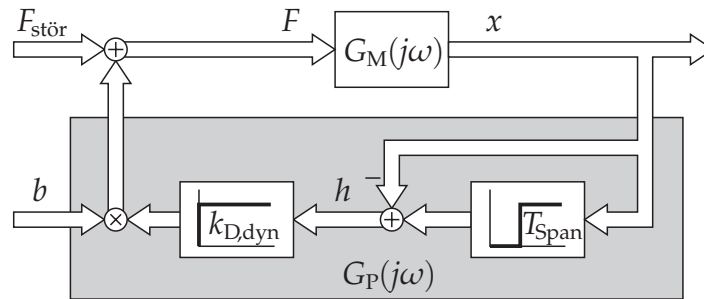 F_stör
F
G_M(jω)
x
b
k_D,dyn
h
−
T_Span
G_P(jω)